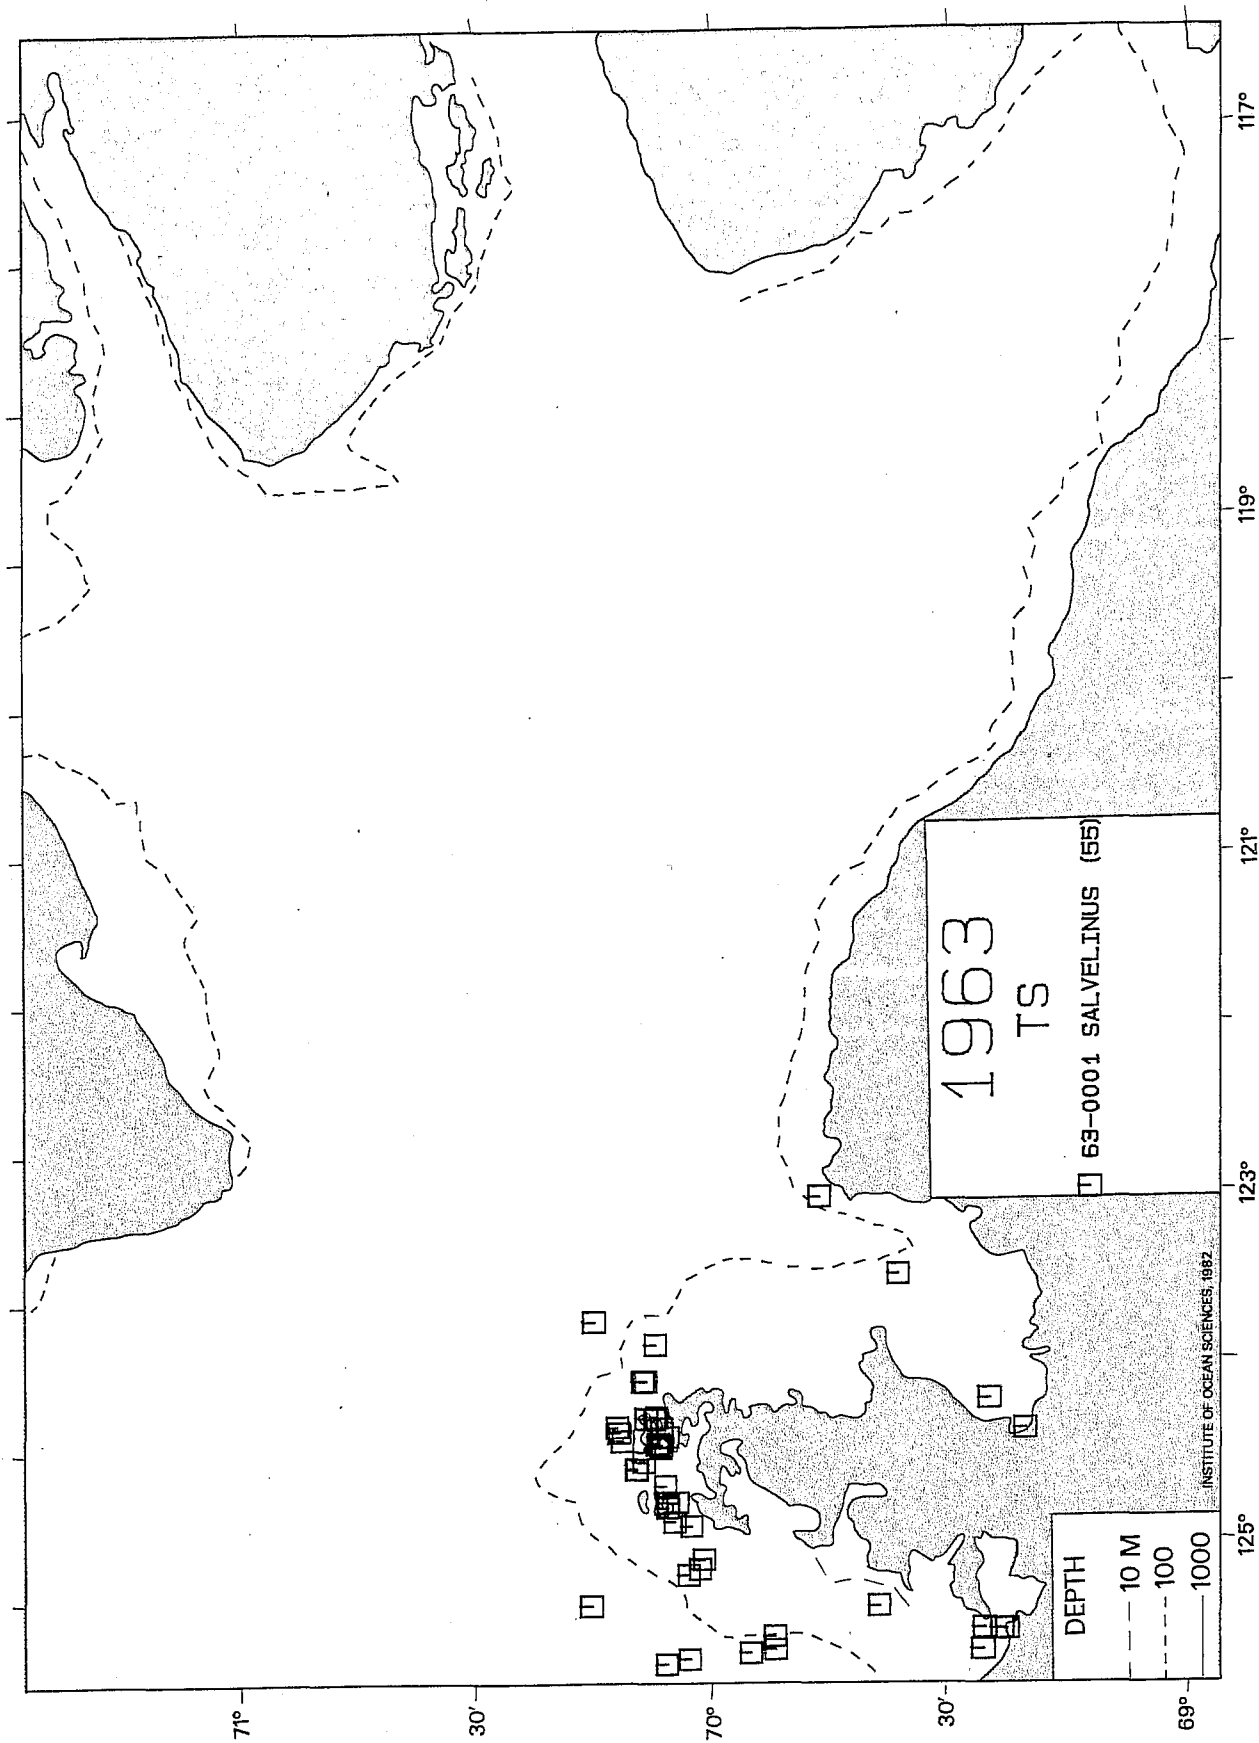 1963
TS
63-0001 SALVELINUS (55)
DEPTH
10 M
100
1000
INSTITUTE OF OCEAN SCIENCES, 1982
71°
30′
70°
30′
69°
125°
123°
121°
119°
117°